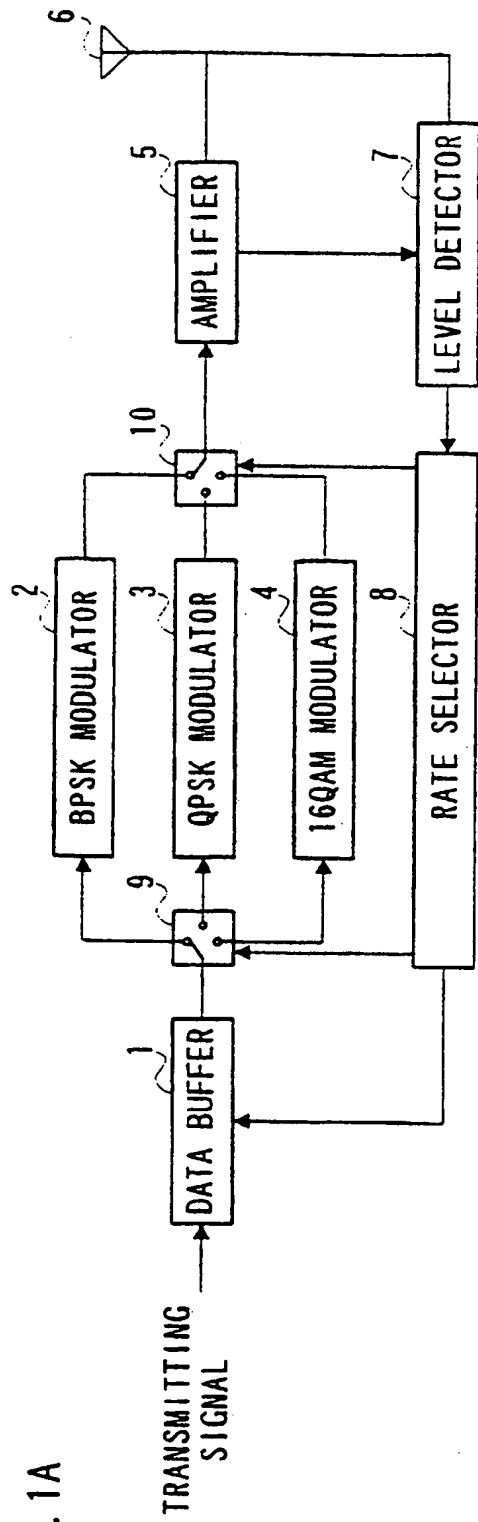 . 1A
TRANSMITTING
SIGNAL
1
DATA BUFFER
9
2
BPSK MODULATOR
3
QPSK MODULATOR
4
16QAM MODULATOR
10
5
AMPLIFIER
6
7
LEVEL DETECTOR
8
RATE SELECTOR